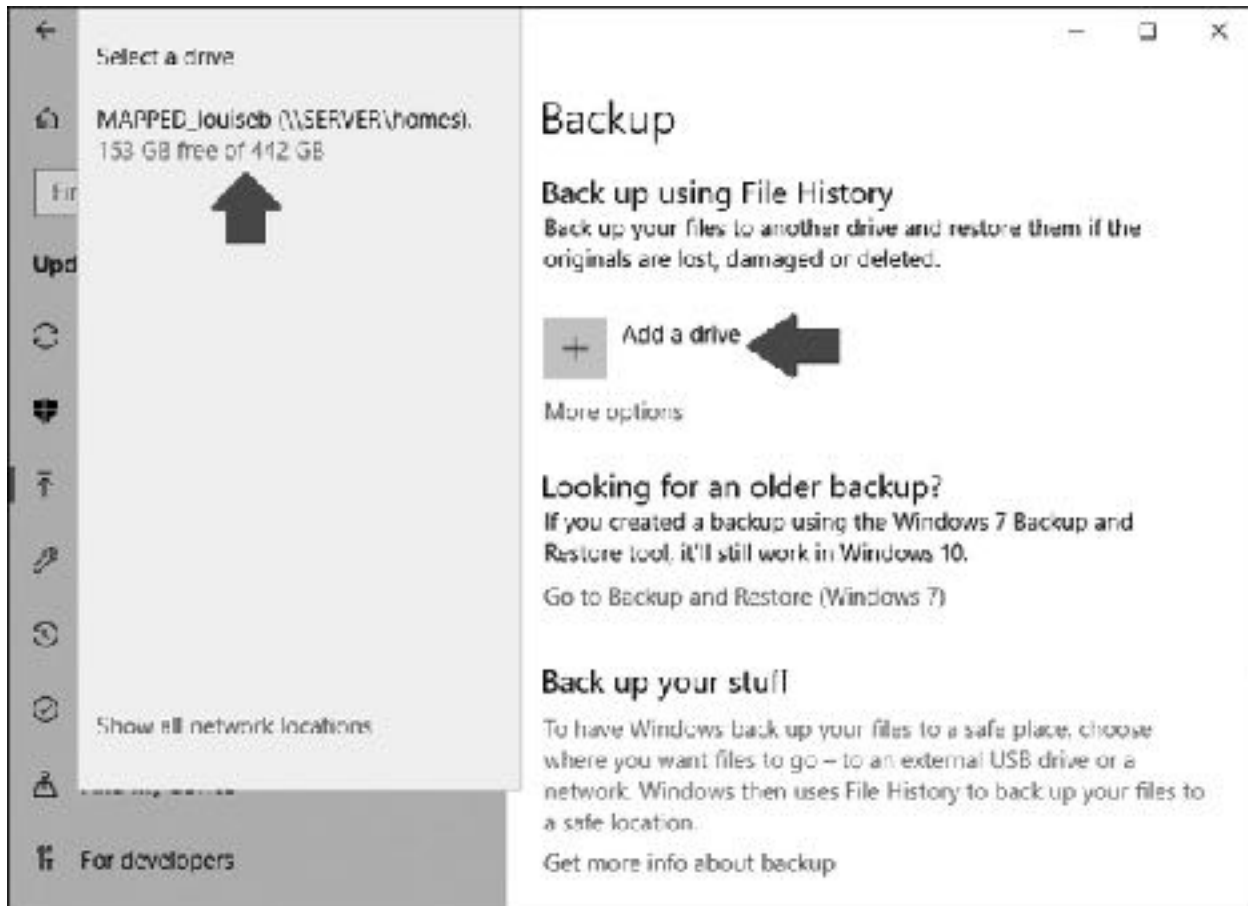 Select a drive
MAPPED_louiseb (\\SERVER\homes).
153 GB free of 442 GB
Upd
Show all network locations
For developers
Backup
Back up using File History
Back up your files to another drive and restore them if the
originals are lost, damaged or deleted.
+ Add a drive
More options
Looking for an older backup?
If you created a backup using the Windows 7 Backup and
Restore tool, it'll still work in Windows 10.
Go to Backup and Restore (Windows 7)
Back up your stuff
To have Windows back up your files to a safe place, choose
where you want files to go – to an external USB drive or a
network. Windows then uses File History to back up your files to
a safe location.
Get more info about backup